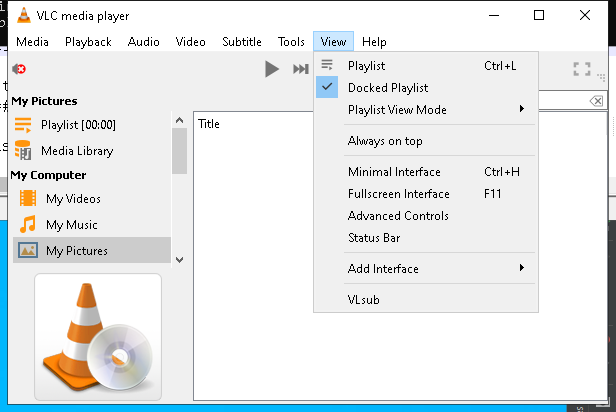 VLC media player
Media Playback Audio Video Subtitle Tools View Help
Playlist Ctrl+L
Docked Playlist
Playlist View Mode
Always on top
Minimal Interface Ctrl+H
Fullscreen Interface F11
Advanced Controls
Status Bar
Add Interface
VLsub
My Pictures
Playlist [00:00]
Media Library
My Computer
My Videos
My Music
My Pictures
Title